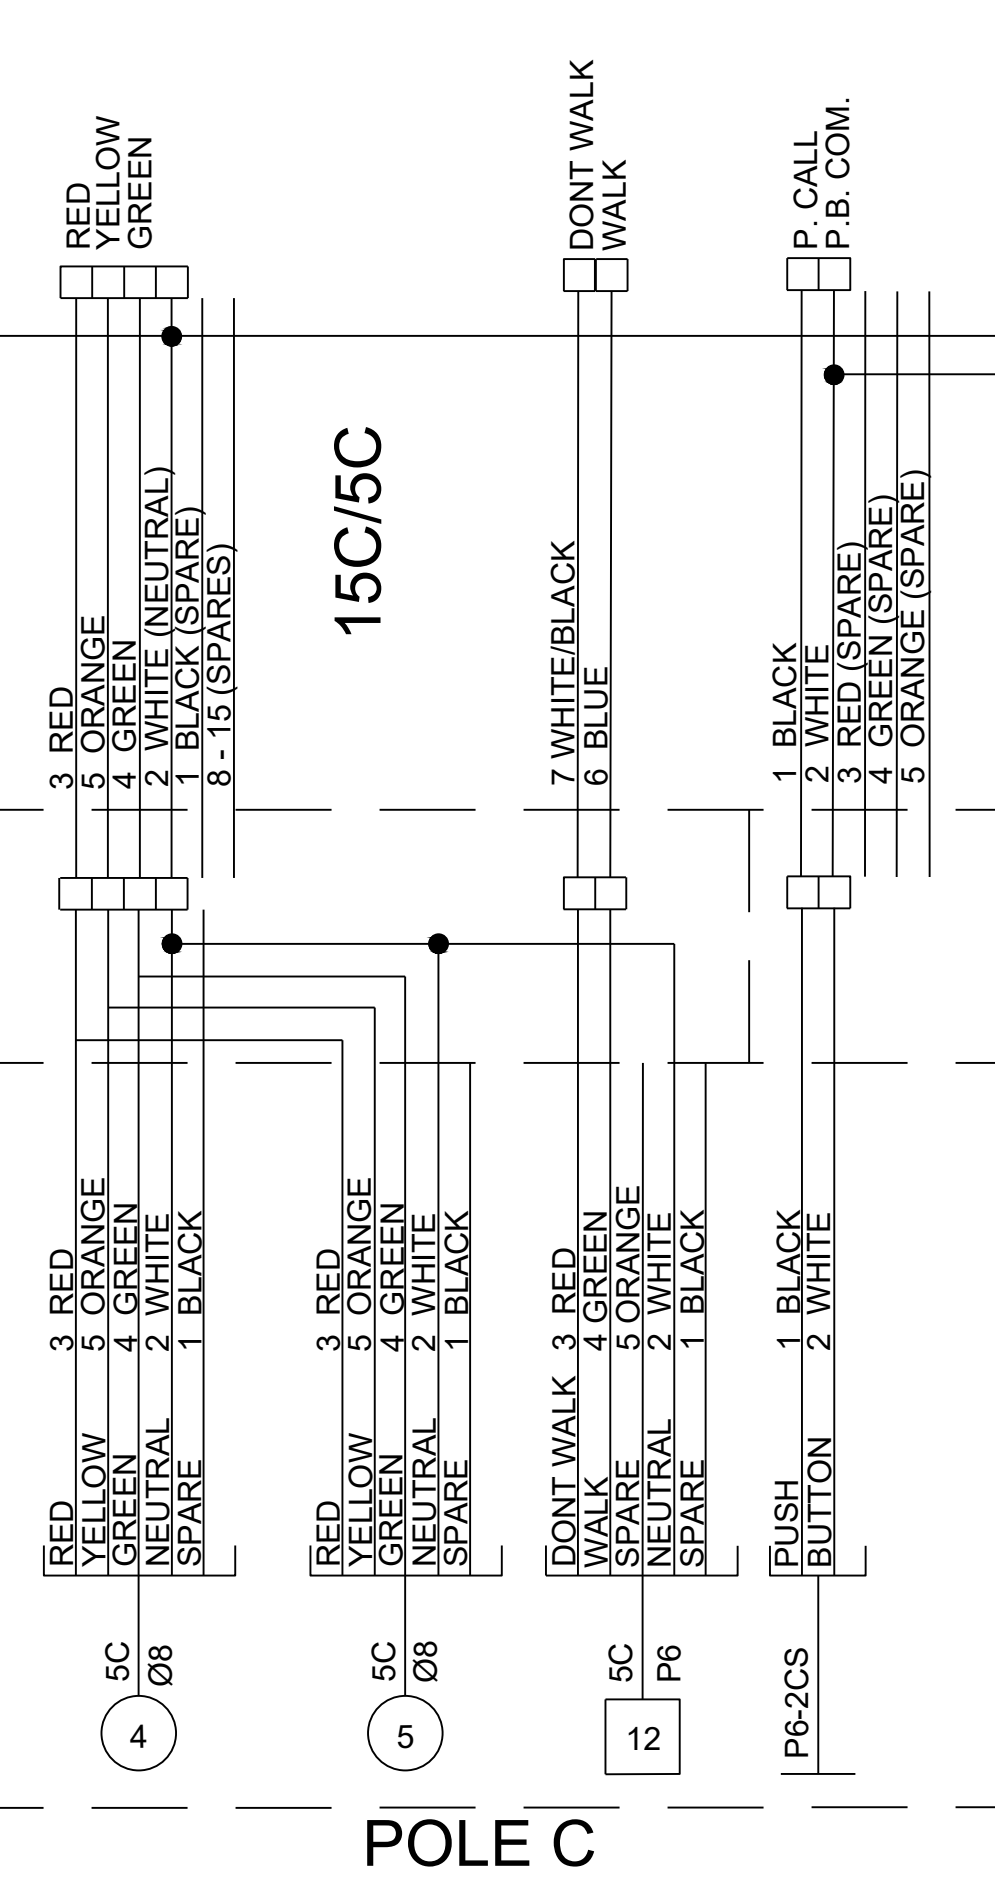 RED
YELLOW
GREEN
DONT WALK
WALK
P. CALL
P.B. COM.
3 RED
5 ORANGE
4 GREEN
2 WHITE (NEUTRAL)
1 BLACK (SPARE)
8 - 15 (SPARES)
15C/5C
7 WHITE/BLACK
6 BLUE
1 BLACK
2 WHITE
3 RED (SPARE)
4 GREEN (SPARE)
5 ORANGE (SPARE)
RED 3 RED
YELLOW 5 ORANGE
GREEN 4 GREEN
NEUTRAL 2 WHITE
SPARE 1 BLACK
RED 3 RED
YELLOW 5 ORANGE
GREEN 4 GREEN
NEUTRAL 2 WHITE
SPARE 1 BLACK
DONT WALK 3 RED
WALK 4 GREEN
SPARE 5 ORANGE
NEUTRAL 2 WHITE
SPARE 1 BLACK
PUSH 1 BLACK
BUTTON 2 WHITE
5C
Ø8
4
5C
Ø8
5
5C
P6
12
P6-2CS
POLE C